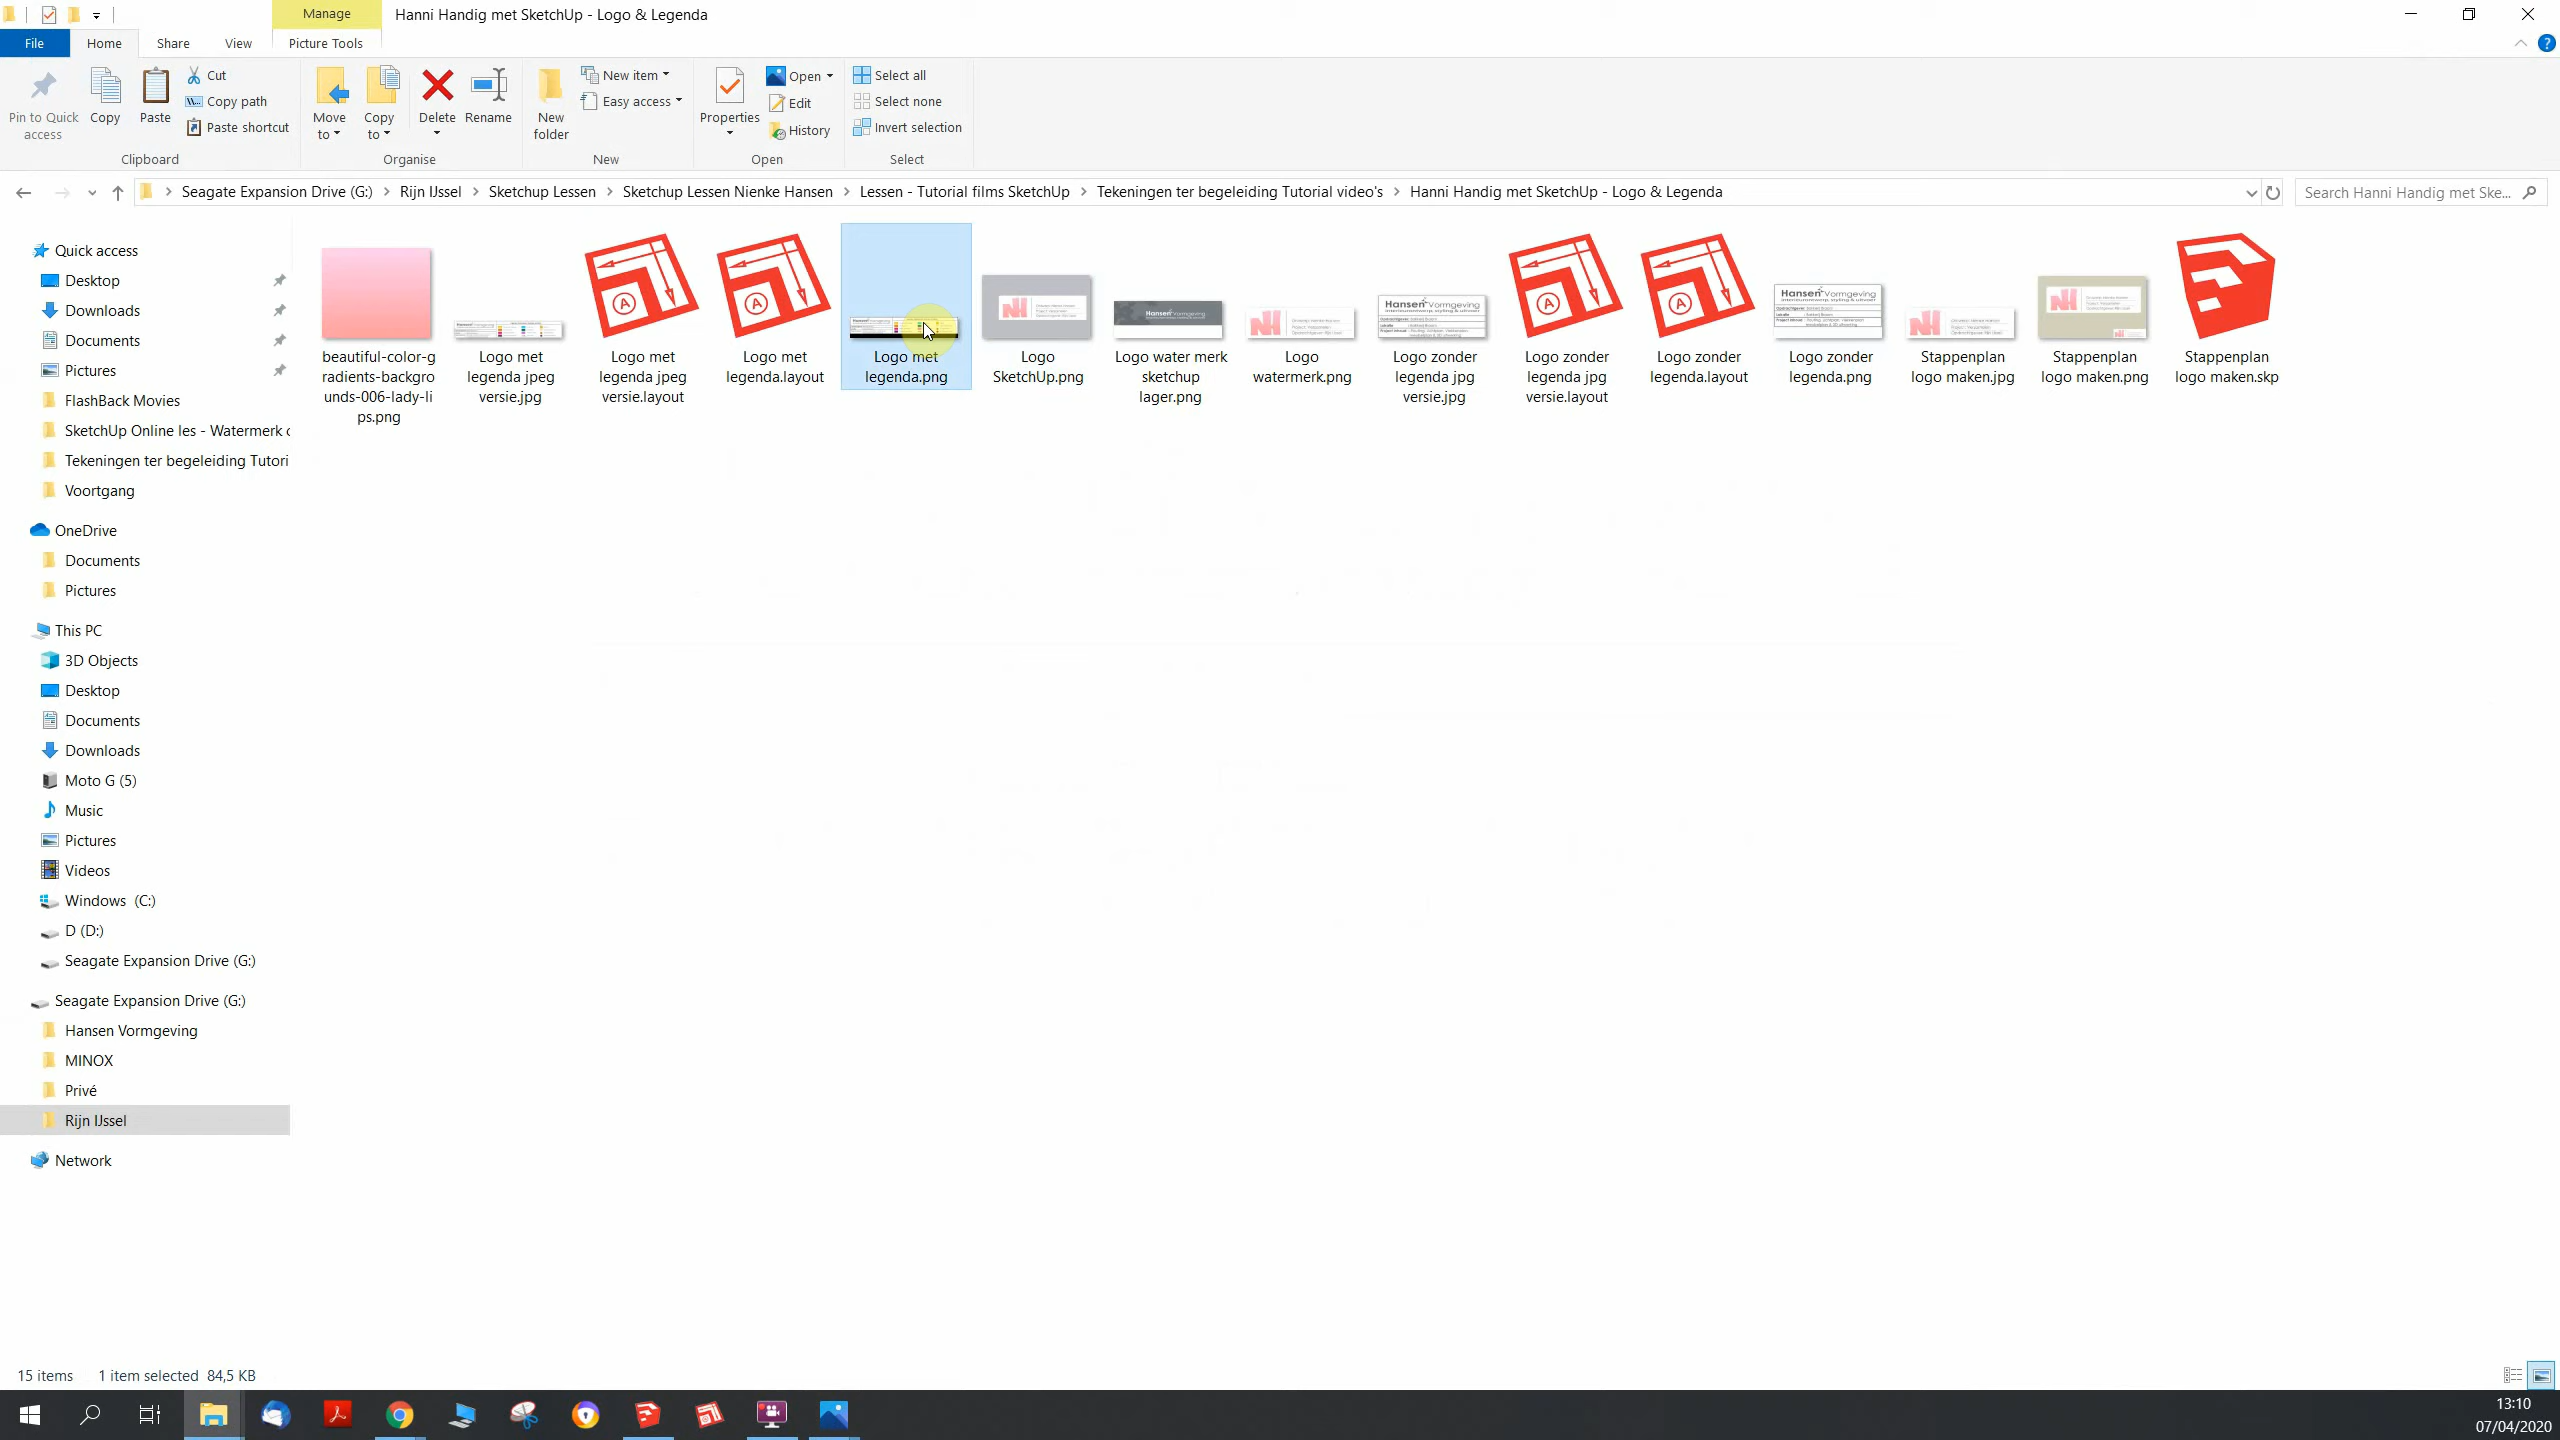 Manage
Hanni Handig met SketchUp - Logo & Legenda
File
Home
Share
View
Picture Tools
Pin to Quick
access
Copy
Paste
Cut
Copy path
Paste shortcut
Clipboard
Move
to
Copy
to
Delete
Rename
Organise
New
folder
New item
Easy access
New
Properties
Open
Edit
History
Open
Select all
Select none
Invert selection
Select
Seagate Expansion Drive (G:)
Rijn IJssel
Sketchup Lessen
Sketchup Lessen Nienke Hansen
Lessen - Tutorial films SketchUp
Tekeningen ter begeleiding Tutorial video's
Hanni Handig met SketchUp - Logo & Legenda
Search Hanni Handig met Ske...
Quick access
Desktop
Downloads
Documents
Pictures
FlashBack Movies
SketchUp Online les - Watermerk
Tekeningen ter begeleiding Tutori
Voortgang
OneDrive
Documents
Pictures
This PC
3D Objects
Desktop
Documents
Downloads
Moto G (5)
Music
Pictures
Videos
Windows (C:)
D (D:)
Seagate Expansion Drive (G:)
Seagate Expansion Drive (G:)
Hansen Vormgeving
MINOX
Privé
Rijn IJssel
Network
beautiful-color-g
radients-backgro
unds-006-lady-li
ps.png
Logo met
legenda jpeg
versie.jpg
Logo met
legenda jpeg
versie.layout
Logo met
legenda.layout
Logo met
legenda.png
Logo
SketchUp.png
Logo water merk
sketchup
lager.png
Logo
watermerk.png
Logo zonder
legenda jpg
versie.jpg
Logo zonder
legenda jpg
versie.layout
Logo zonder
legenda.layout
Logo zonder
legenda.png
Stappenplan
logo maken.jpg
Stappenplan
logo maken.png
Stappenplan
logo maken.skp
15 items
1 item selected 84,5 KB
13:10
07/04/2020